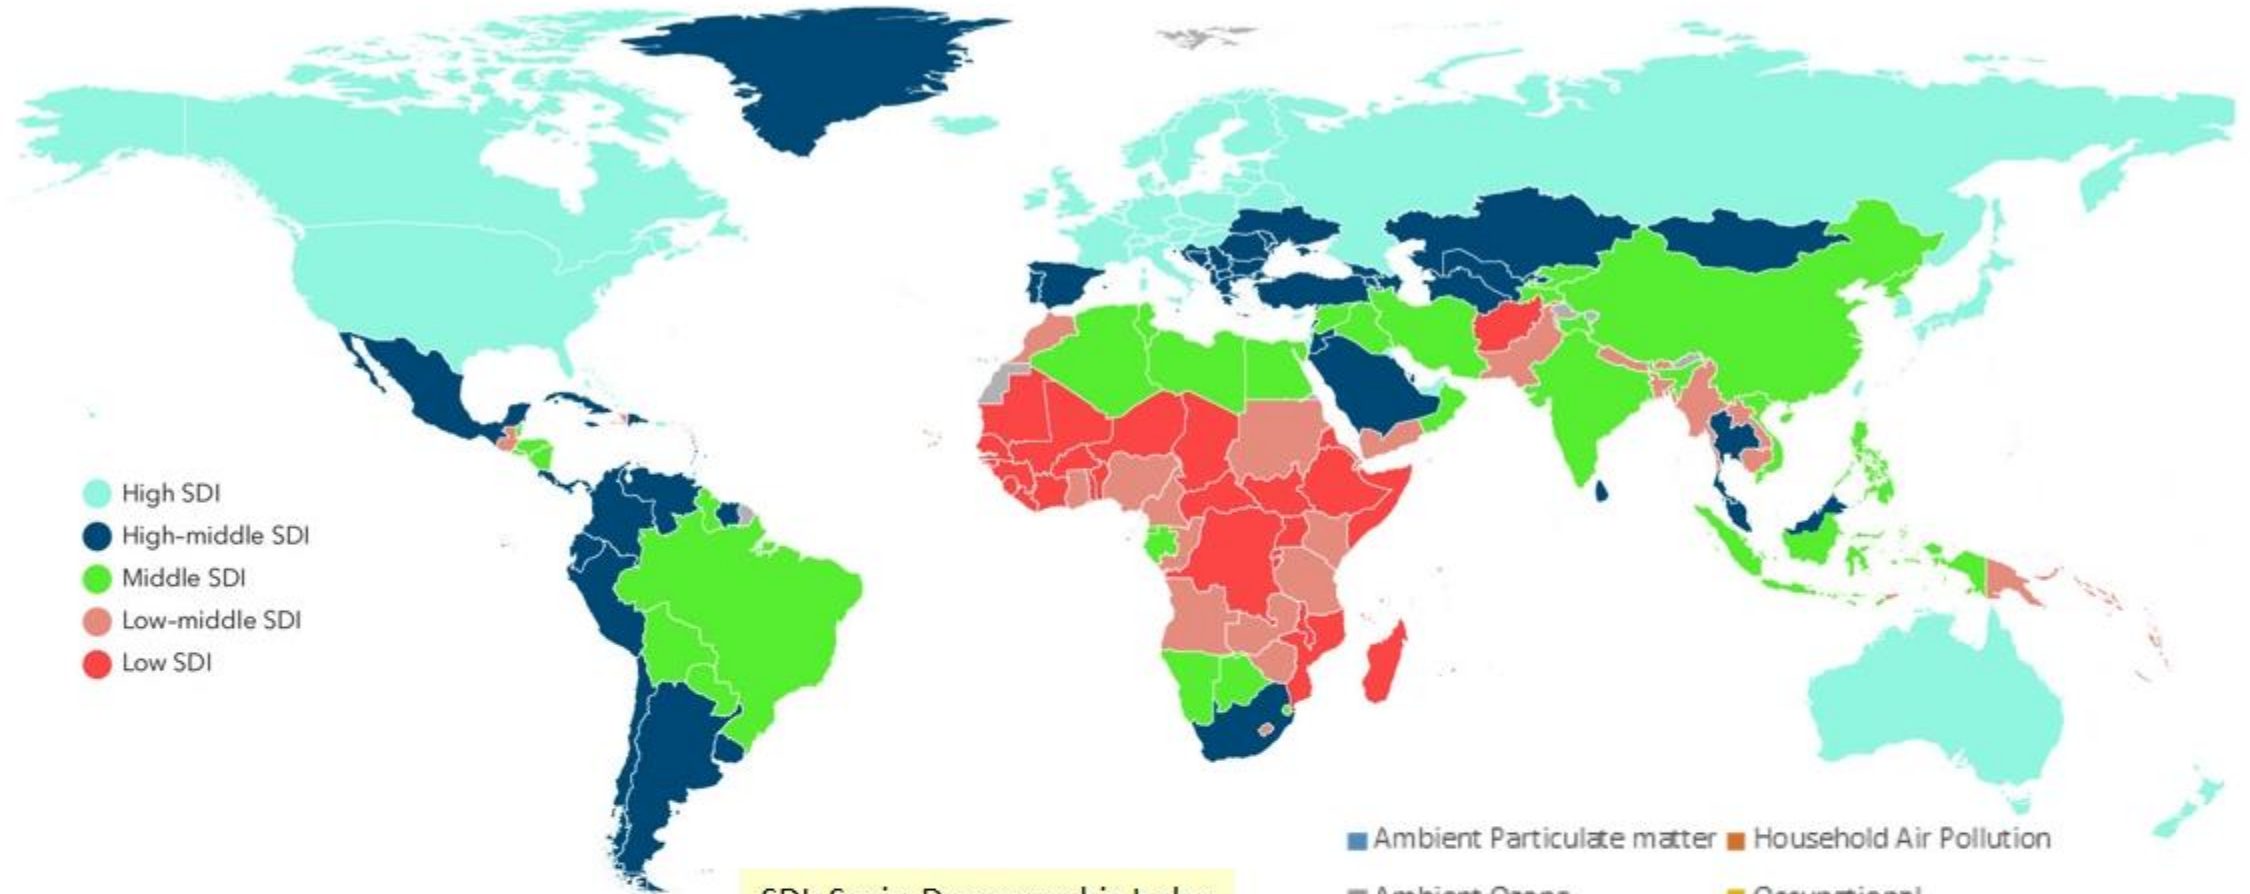 High SDI
High-middle SDI
Middle SDI
Low-middle SDI
Low SDI
Ambient Particulate matter
Household Air Pollution